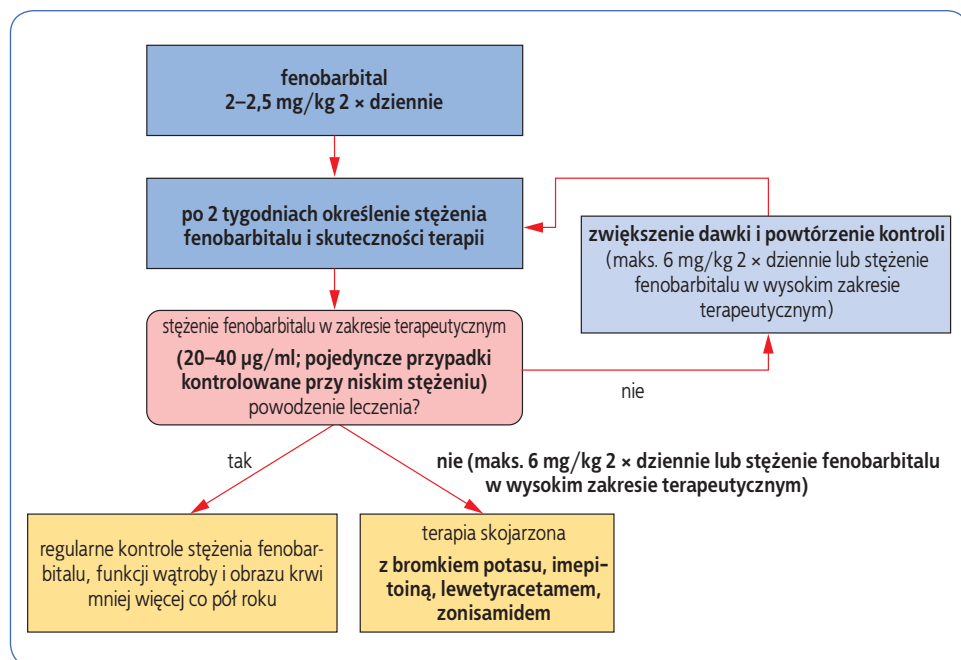 fenobarbital
2–2,5 mg/kg 2 × dziennie
po 2 tygodniach określenie stężenia
fenobarbitalu i skuteczności terapii
zwiększenie dawki i powtórzenie kontroli
(maks. 6 mg/kg 2 × dziennie lub stężenie
fenobarbitalu w wysokim zakresie
terapeutycznym)
stężenie fenobarbitalu w zakresie terapeutycznym
(20–40 µg/ml; pojedyncze przypadki
kontrolowane przy niskim stężeniu)
powodzenie leczenia?
nie
tak
nie (maks. 6 mg/kg 2 × dziennie lub stężenie fenobarbitalu
w wysokim zakresie terapeutycznym)
regularne kontrole stężenia fenobar-
bitalu, funkcji wątroby i obrazu krwi
mniej więcej co pół roku
terapia skojarzona
z bromkiem potasu, imepi-
toiną, lewetyracetamem,
zonisamidem